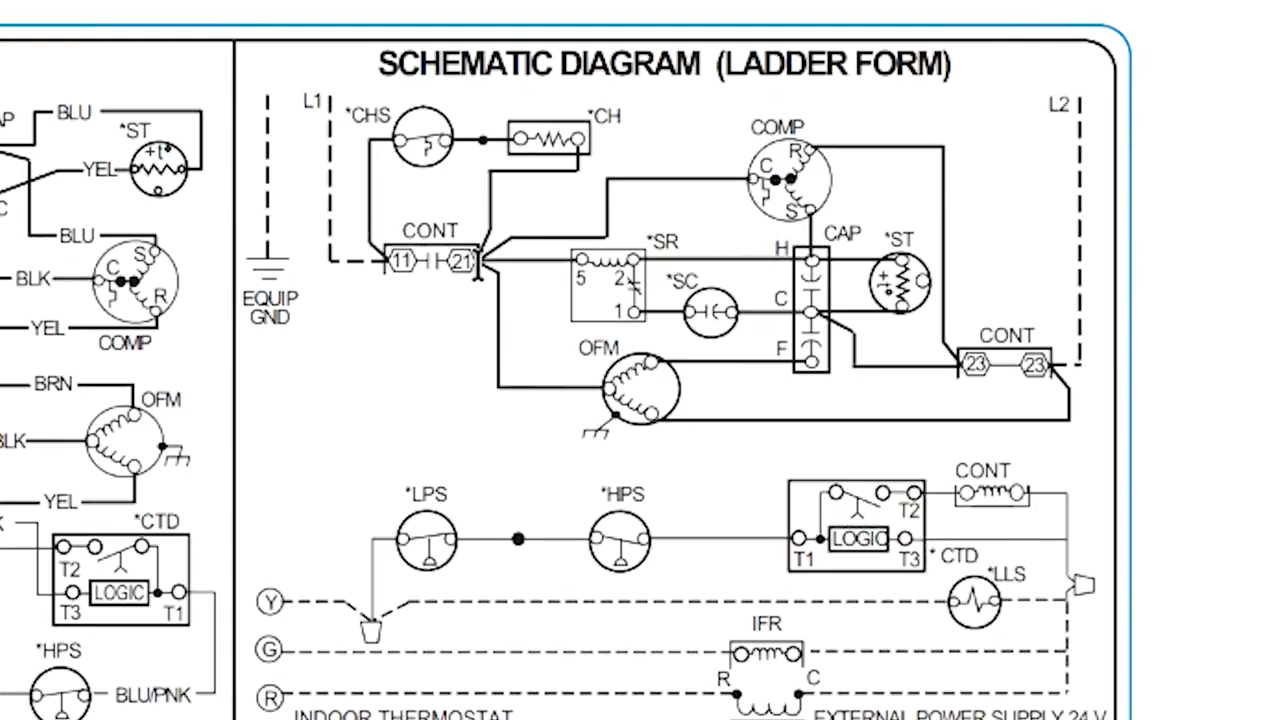 SCHEMATIC DIAGRAM (LADDER FORM)
BLU
*ST
+t°
YEL
BLU
S
C
R
BLK
YEL
COMP
BRN
OFM
YEL
*CTD
T2
LOGIC
T3
T1
*HPS
BLU/PNK
L1
*CHS
*CH
COMP
L2
R
C
S
EQUIP
GND
CONT
11
21
*SR
5
2
1
*SC
H
CAP
*ST
+t°
C
F
OFM
CONT
23
23
*LPS
*HPS
CONT
T2
T1
LOGIC
T3
* CTD
*LLS
Y
IFR
G
R
C
R
INDOOR THERMOSTAT
EXTERNAL POWER SUPPLY 24 V